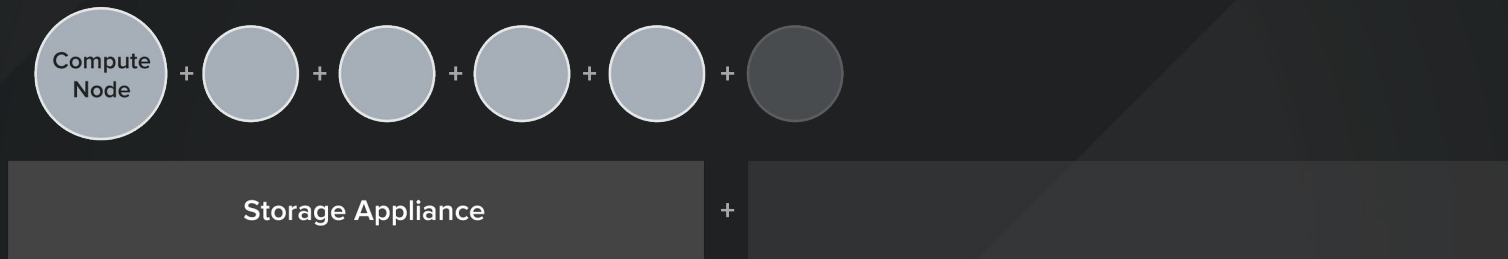 Compute
Node
+ + + + +
Storage Appliance
+